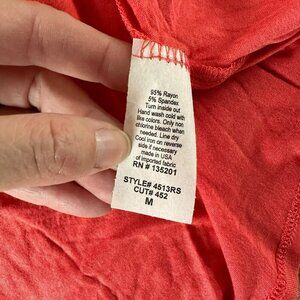 95% Rayon
5% Spandex
Turn inside out
Hand wash cold with
like colors. Only non
chlorine bleach when
needed. Line dry
Cool iron on reverse
side if necessary
made in USA
of imported fabric
RN # 135201
STYLE# 4513RS
CUT# 452
M